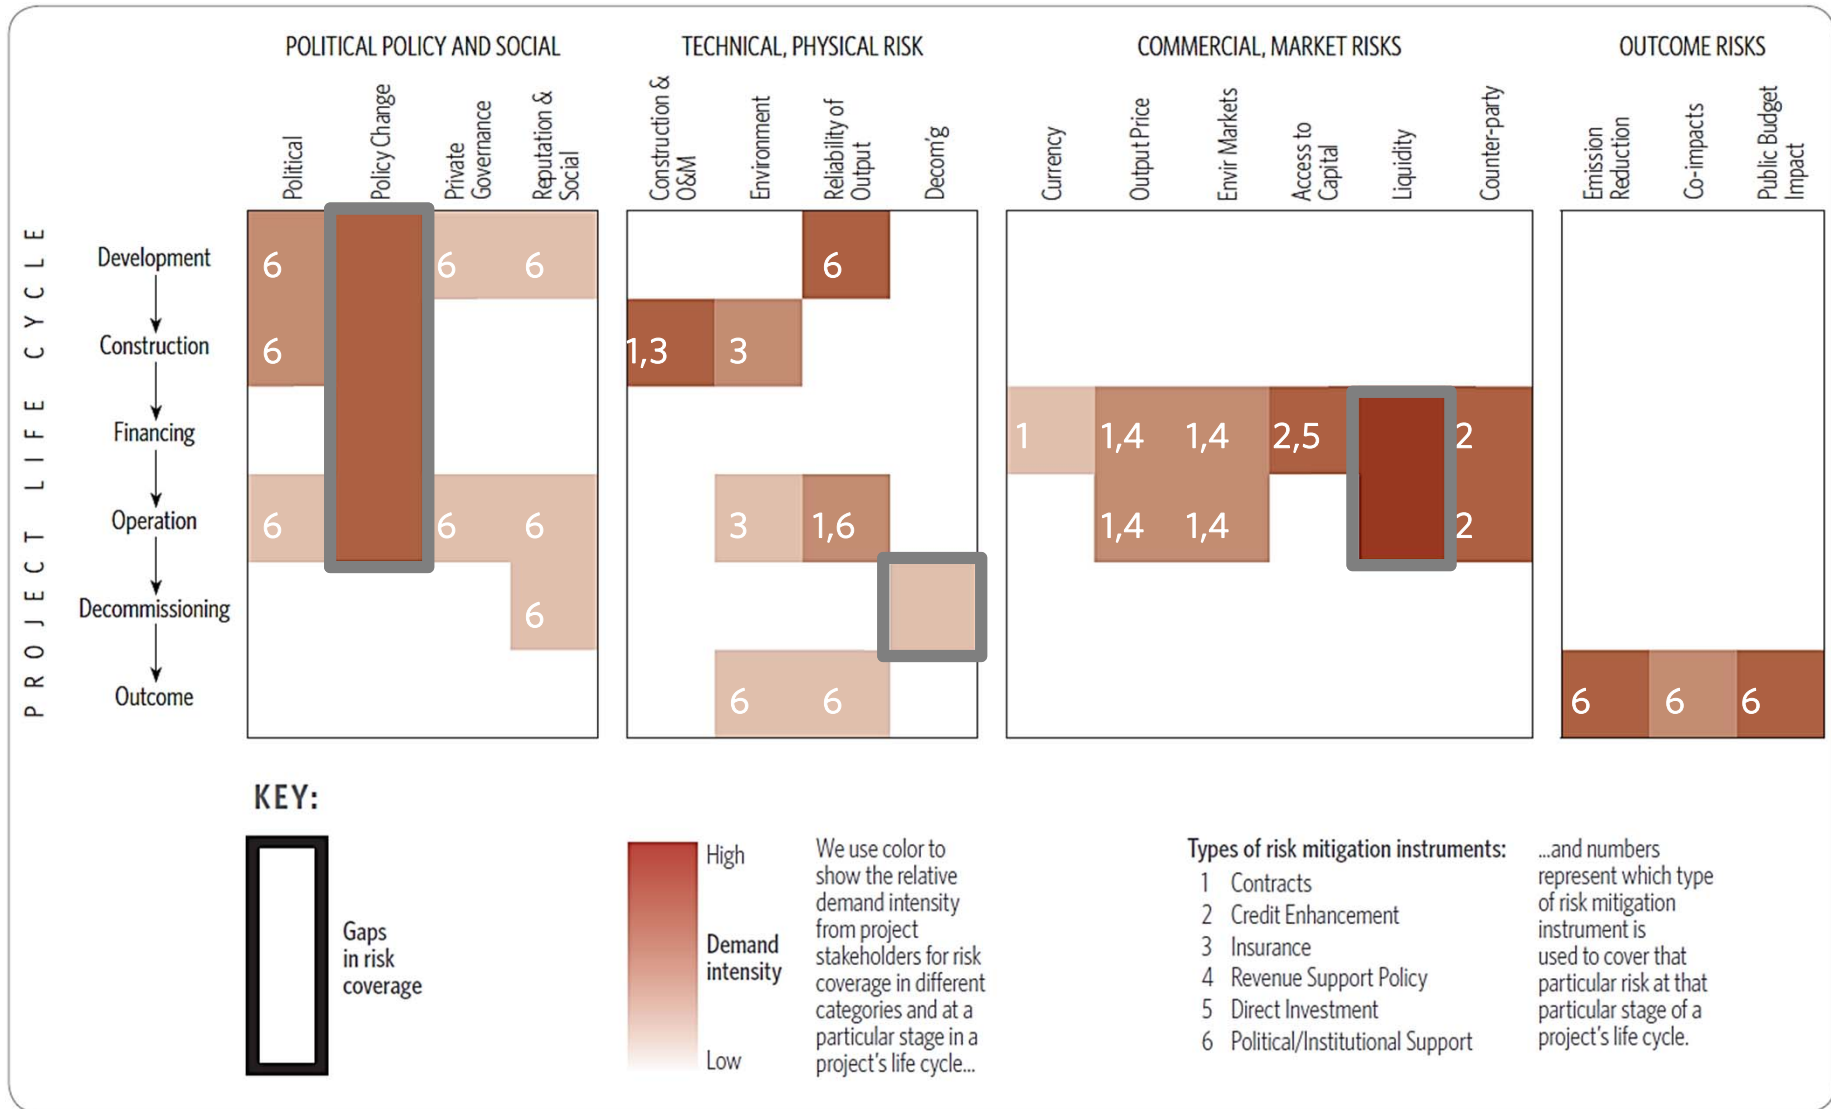 POLITICAL POLICY AND SOCIAL
TECHNICAL, PHYSICAL RISK
COMMERCIAL, MARKET RISKS
OUTCOME RISKS
Political
Policy Change
Private
Governance
Reputation &
Social
Construction &
O&M
Environment
Reliability of
Output
Decom'g
Currency
Output Price
Envir Markets
Access to
Capital
Liquidity
Counter-party
Emission
Reduction
Co-impacts
Public Budget
Impact
PROJECT LIFE CYCLE
Development
6
6
6
6
Construction
6
1,3
3
Financing
1
1,4
1,4
2,5
2
Operation
6
6
6
3
1,6
1,4
1,4
2
Decommissioning
6
Outcome
6
6
6
6
6
KEY:
Gaps
in risk
coverage
High
Demand
intensity
Low
We use color to
show the relative
demand intensity
from project
stakeholders for risk
coverage in different
categories and at a
particular stage in a
project's life cycle...
Types of risk mitigation instruments:
1 Contracts
2 Credit Enhancement
3 Insurance
4 Revenue Support Policy
5 Direct Investment
6 Political/Institutional Support
...and numbers
represent which type
of risk mitigation
instrument is
used to cover that
particular risk at that
particular stage of a
project's life cycle.